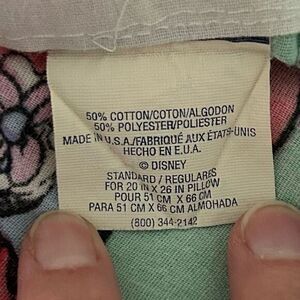 50% COTTON/COTON/ALGODON
50% POLYESTER/POLIESTER
MADE IN U.S.A./FABRIQUÉ AUX ÉTATS-UNIS
HECHO EN E.U.A.
© DISNEY
STANDARD / REGULARES
FOR 20 IN X 26 IN PILLOW
POUR 51 CM X 66 CM
PARA 51 CM X 66 CM ALMOHADA
(800) 344-2142